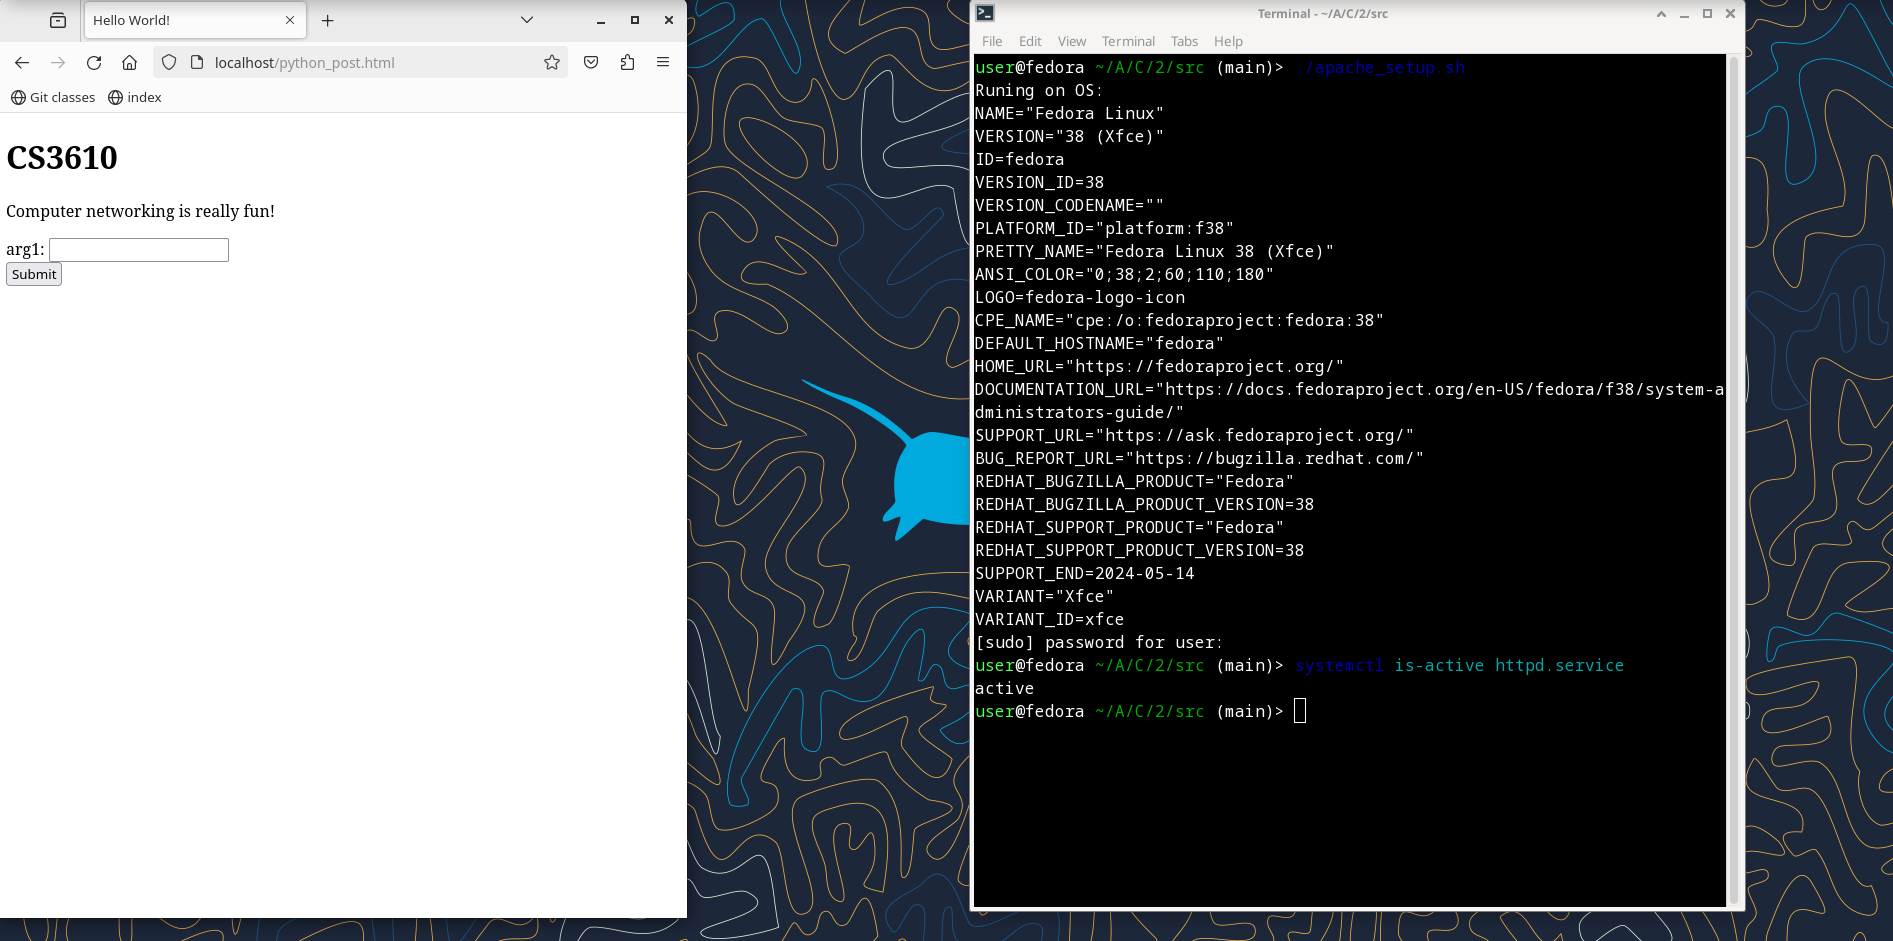 Hello World!
localhost/python_post.html
Git classes
index
CS3610
Computer networking is really fun!
arg1:
Submit
Terminal - ~/A/C/2/src
File Edit View Terminal Tabs Help
user@fedora ~/A/C/2/src (main)> ./apache_setup.sh
Runing on OS:
NAME="Fedora Linux"
VERSION="38 (Xfce)"
ID=fedora
VERSION_ID=38
VERSION_CODENAME=""
PLATFORM_ID="platform:f38"
PRETTY_NAME="Fedora Linux 38 (Xfce)"
ANSI_COLOR="0;38;2;60;110;180"
LOGO=fedora-logo-icon
CPE_NAME="cpe:/o:fedoraproject:fedora:38"
DEFAULT_HOSTNAME="fedora"
HOME_URL="https://fedoraproject.org/"
DOCUMENTATION_URL="https://docs.fedoraproject.org/en-US/fedora/f38/system-a
dministrators-guide/"
SUPPORT_URL="https://ask.fedoraproject.org/"
BUG_REPORT_URL="https://bugzilla.redhat.com/"
REDHAT_BUGZILLA_PRODUCT="Fedora"
REDHAT_BUGZILLA_PRODUCT_VERSION=38
REDHAT_SUPPORT_PRODUCT="Fedora"
REDHAT_SUPPORT_PRODUCT_VERSION=38
SUPPORT_END=2024-05-14
VARIANT="Xfce"
VARIANT_ID=xfce
[sudo] password for user:
user@fedora ~/A/C/2/src (main)> systemctl is-active httpd.service
active
user@fedora ~/A/C/2/src (main)>